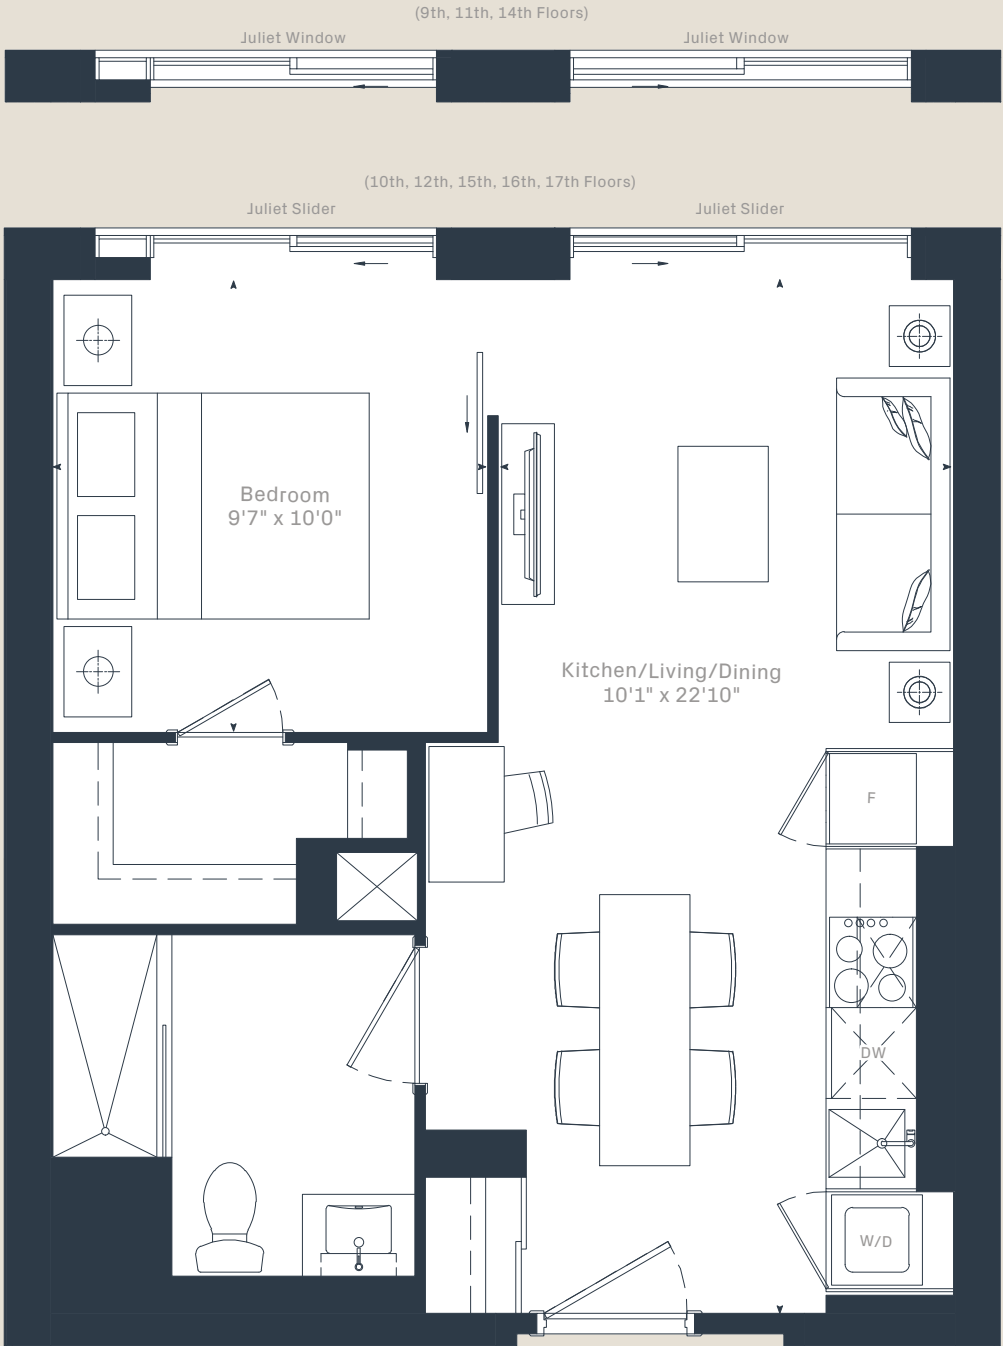 (9th, 11th, 14th Floors)
Juliet Window Juliet Window
(10th, 12th, 15th, 16th, 17th Floors)
Juliet Slider Juliet Slider
Bedroom
9'7" x 10'0"
Kitchen/Living/Dining
10'1" x 22'10"
F
DW
W/D